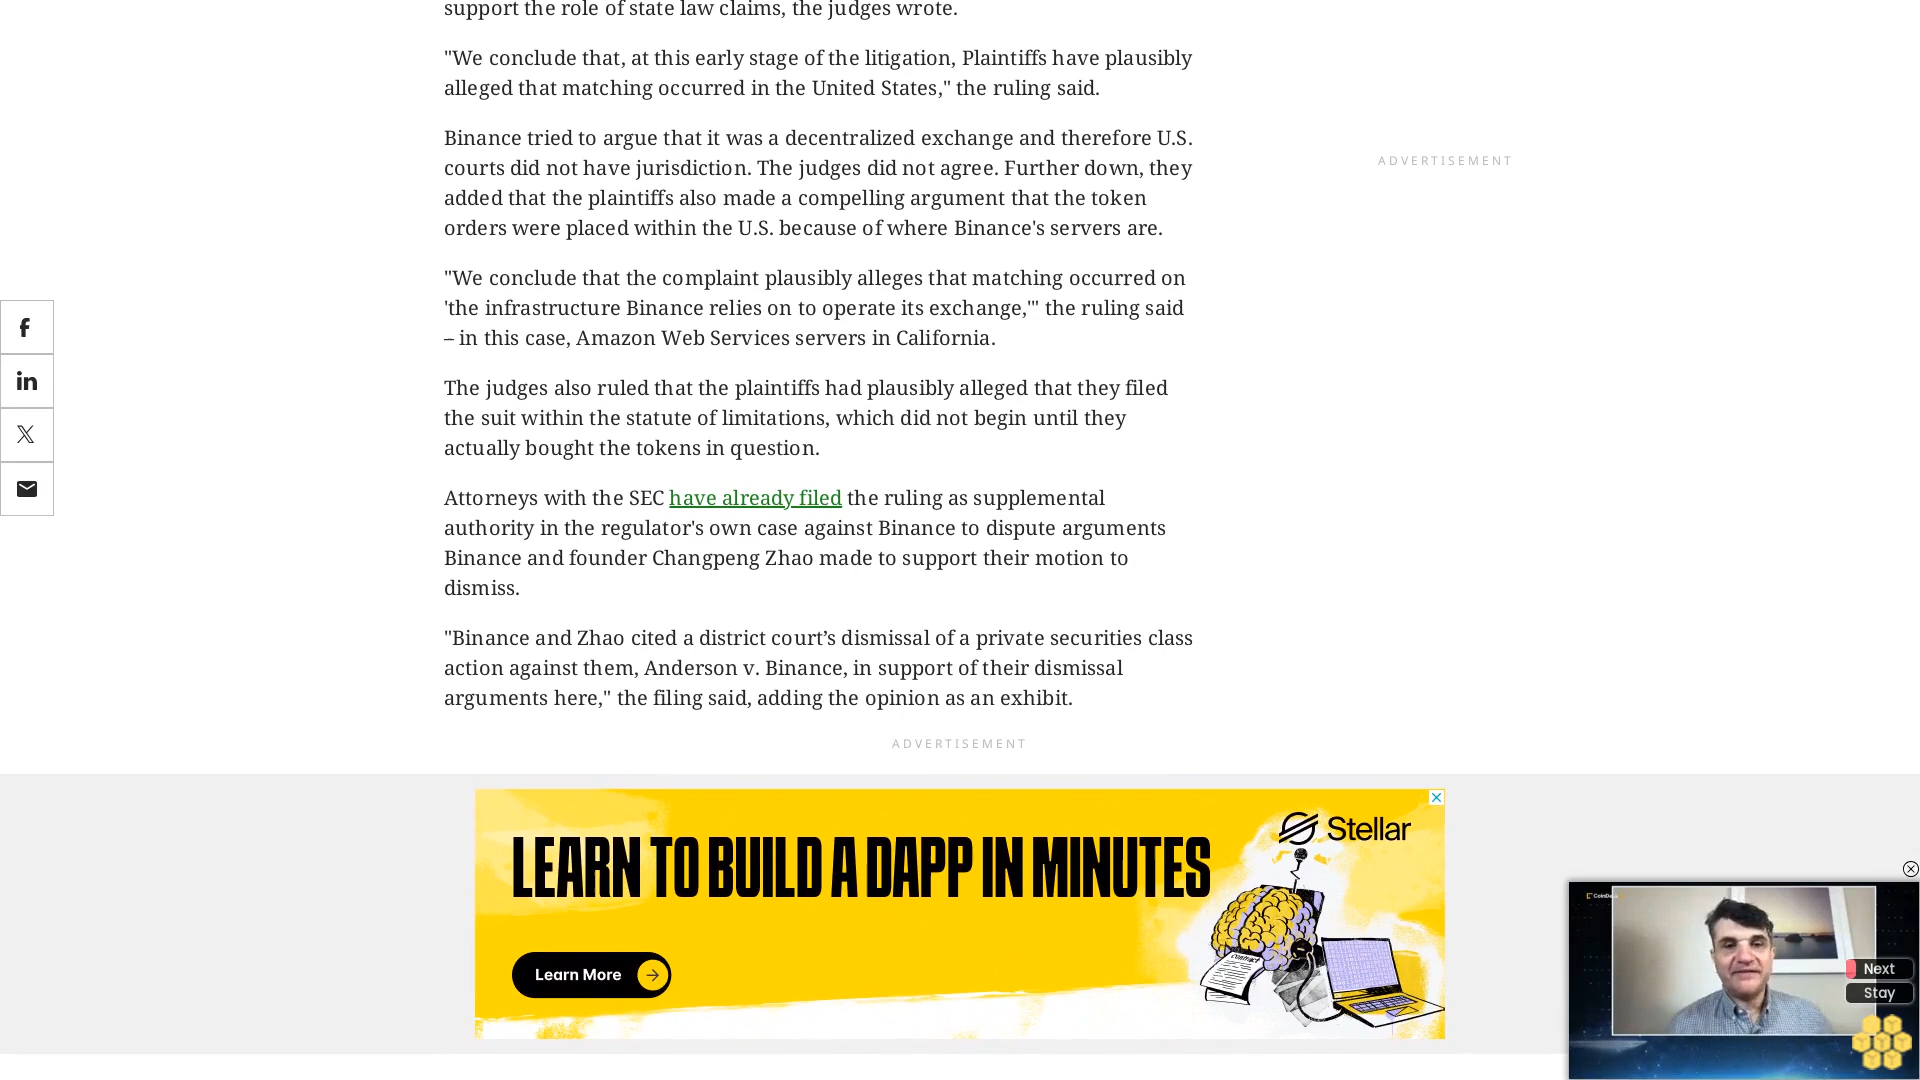 support the role of state law claims, the judges wrote.
"We conclude that, at this early stage of the litigation, Plaintiffs have plausibly
alleged that matching occurred in the United States," the ruling said.
Binance tried to argue that it was a decentralized exchange and therefore U.S.
courts did not have jurisdiction. The judges did not agree. Further down, they
added that the plaintiffs also made a compelling argument that the token
orders were placed within the U.S. because of where Binance's servers are.
ADVERTISEMENT
"We conclude that the complaint plausibly alleges that matching occurred on
'the infrastructure Binance relies on to operate its exchange,'" the ruling said
– in this case, Amazon Web Services servers in California.
The judges also ruled that the plaintiffs had plausibly alleged that they filed
the suit within the statute of limitations, which did not begin until they
actually bought the tokens in question.
Attorneys with the SEC have already filed the ruling as supplemental
authority in the regulator's own case against Binance to dispute arguments
Binance and founder Changpeng Zhao made to support their motion to
dismiss.
"Binance and Zhao cited a district court’s dismissal of a private securities class
action against them, Anderson v. Binance, in support of their dismissal
arguments here," the filing said, adding the opinion as an exhibit.
ADVERTISEMENT
Stellar
LEARN TO BUILD A DAPP IN MINUTES
Learn More
contract
CoinDesk
Next
Stay